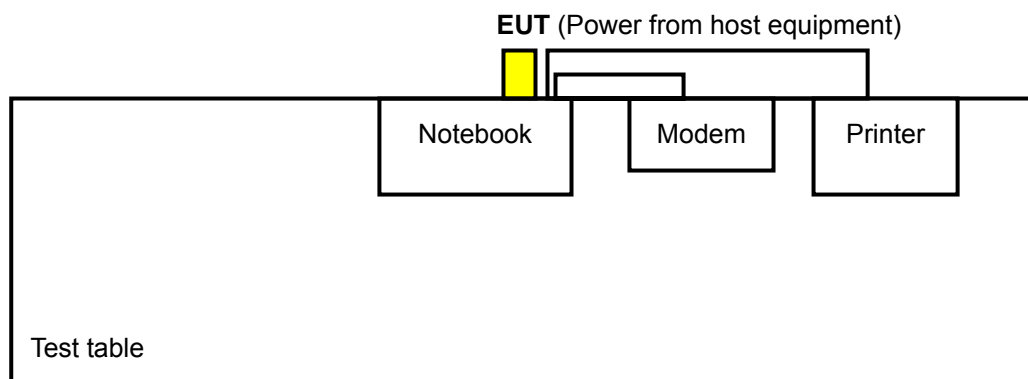 EUT (Power from host equipment)
Notebook
Modem
Printer
Test table